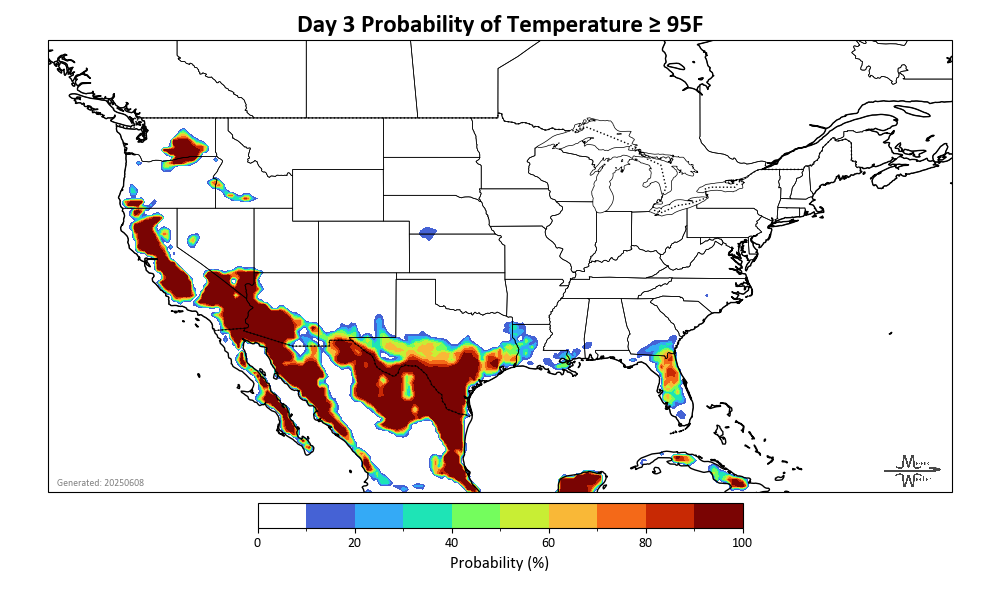 Day 3 Probability of Temperature ≥ 95F
Generated: 20250608
0 20 40 60 80 100
Probability (%)